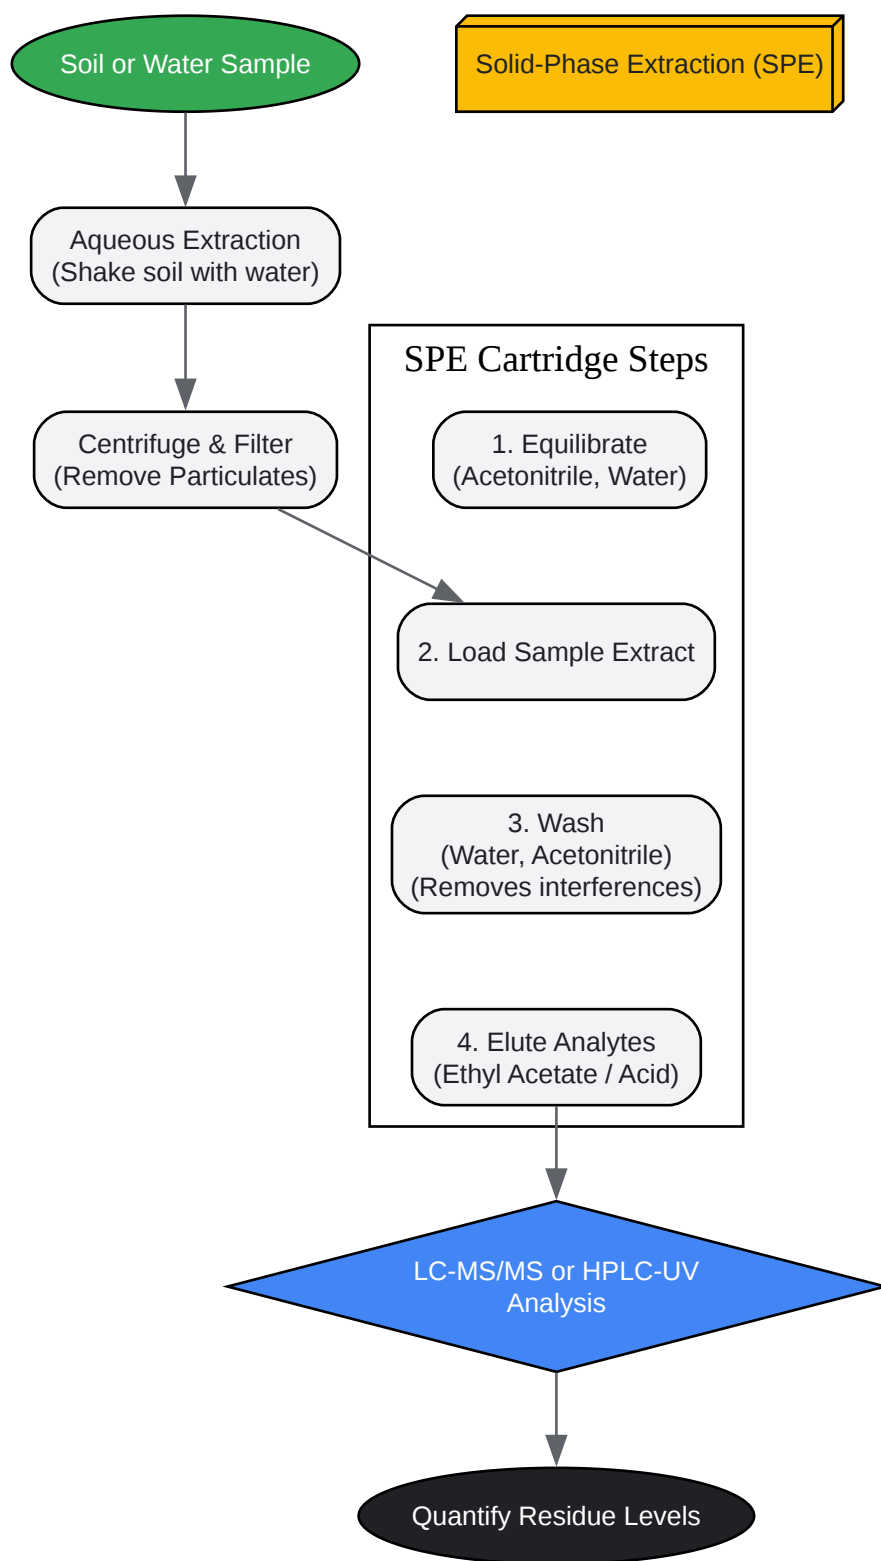 Soil or Water Sample
Solid-Phase Extraction (SPE)
Aqueous Extraction
(Shake soil with water)
Centrifuge & Filter
(Remove Particulates)
SPE Cartridge Steps
1. Equilibrate
(Acetonitrile, Water)
2. Load Sample Extract
3. Wash
(Water, Acetonitrile)
(Removes interferences)
4. Elute Analytes
(Ethyl Acetate / Acid)
LC-MS/MS or HPLC-UV
Analysis
Quantify Residue Levels